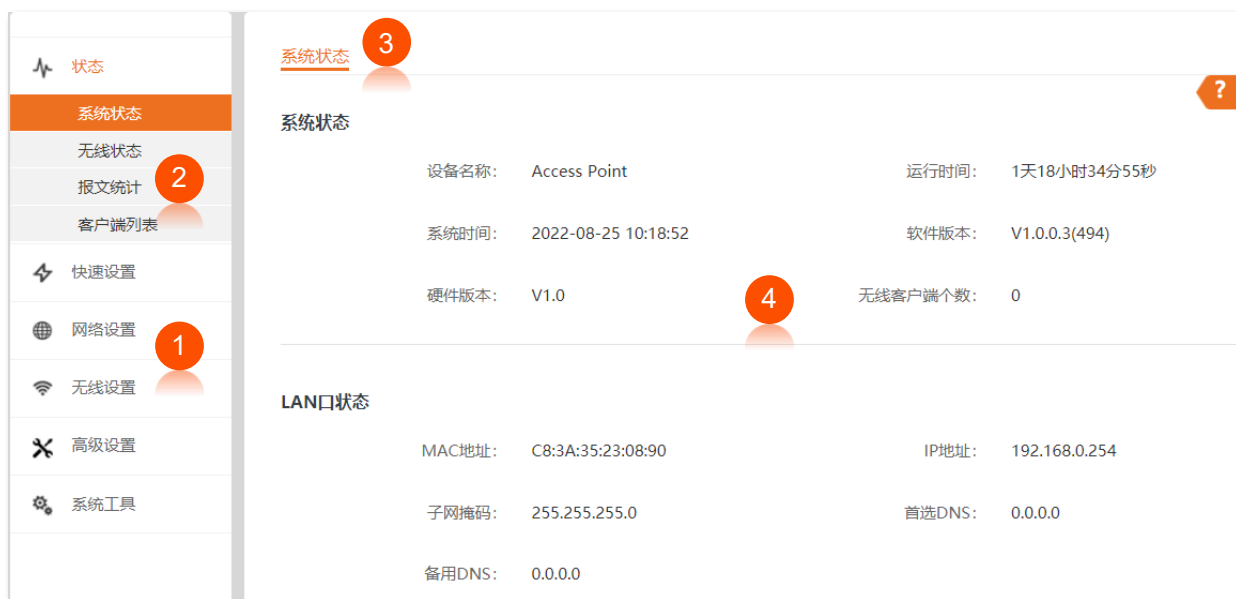 状态
系统状态
无线状态
报文统计
客户端列表
2
快速设置
网络设置
1
无线设置
高级设置
系统工具
系统状态
3
?
系统状态
设备名称: Access Point 运行时间: 1天18小时34分55秒
系统时间: 2022-08-25 10:18:52 软件版本: V1.0.0.3(494)
硬件版本: V1.0 无线客户端个数: 0
4
LAN口状态
MAC地址: C8:3A:35:23:08:90 IP地址: 192.168.0.254
子网掩码: 255.255.255.0 首选DNS: 0.0.0.0
备用DNS: 0.0.0.0